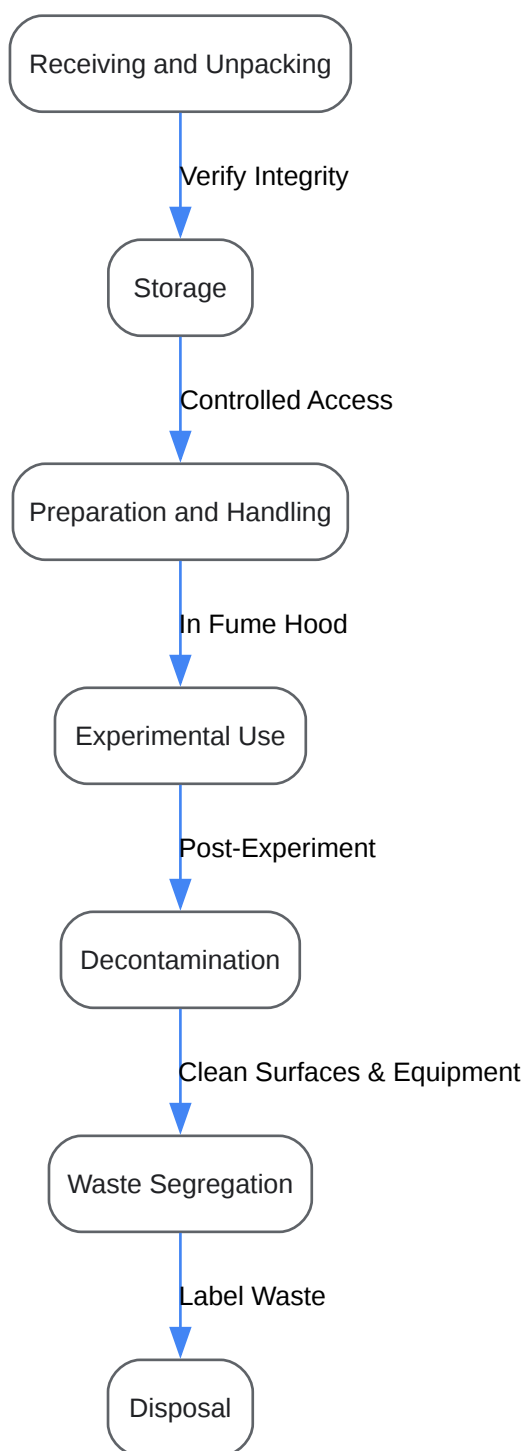 Receiving and Unpacking
Verify Integrity
Storage
Controlled Access
Preparation and Handling
In Fume Hood
Experimental Use
Post-Experiment
Decontamination
Clean Surfaces & Equipment
Waste Segregation
Label Waste
Disposal